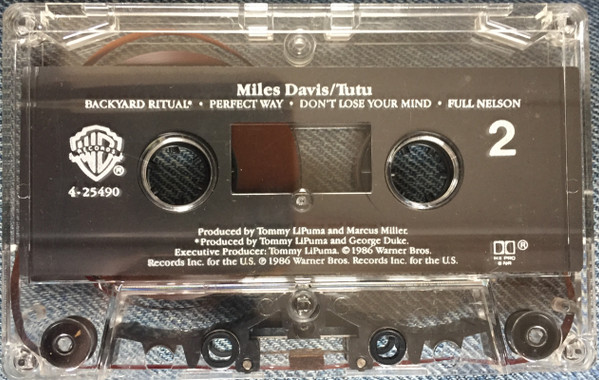 Miles Davis/Tutu
BACKYARD RITUAL* • PERFECT WAY • DON'T LOSE YOUR MIND • FULL NELSON
2
WB
RECORDS
®
4-25490
Produced by Tommy LiPuma and Marcus Miller.
*Produced by Tommy LiPuma and George Duke.
Executive Producer: Tommy LiPuma. © 1986 Warner Bros.
Records Inc. for the U.S. ℗ 1986 Warner Bros. Records Inc. for the U.S.
®
HX PRO